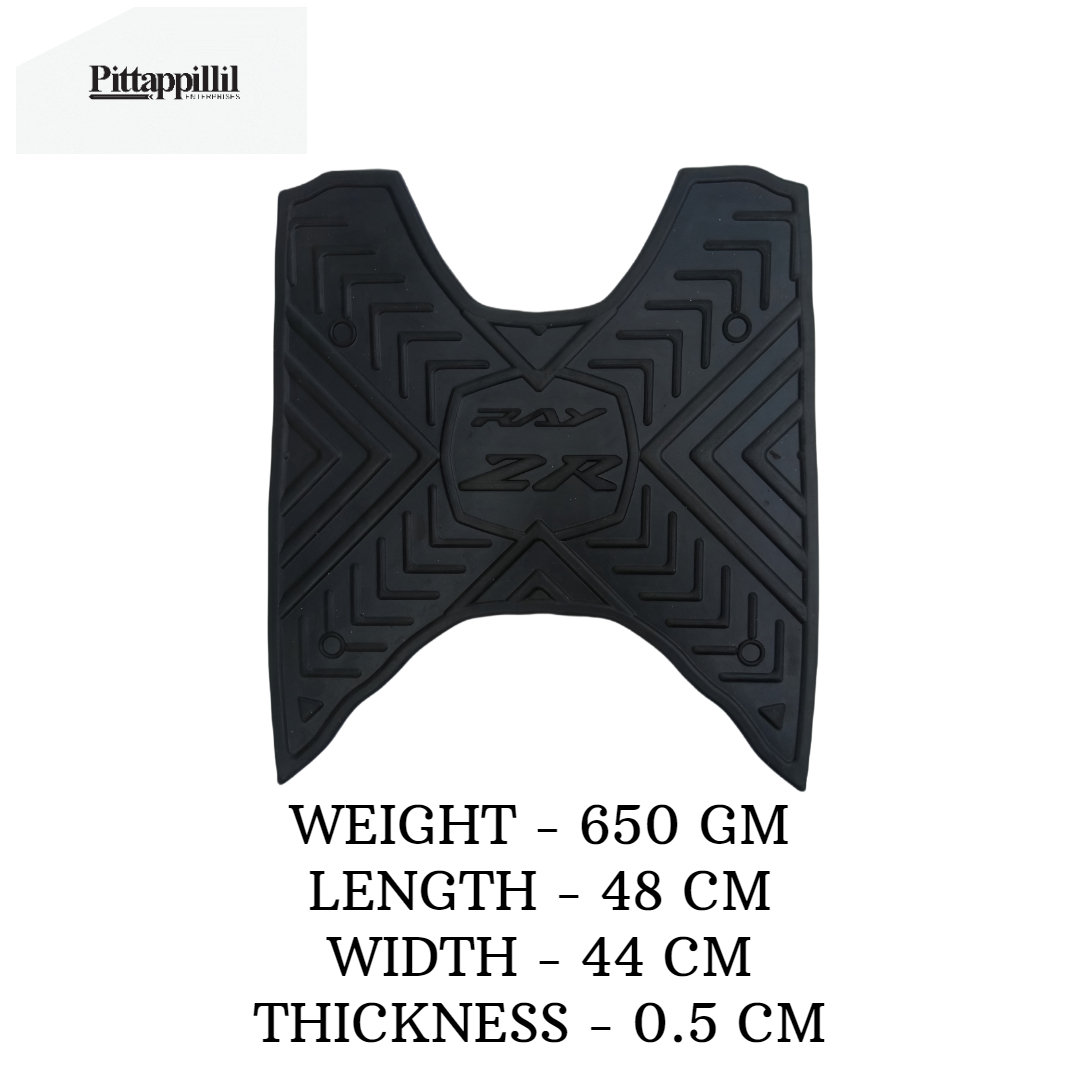 Pittappillil
ENTERPRISES
RAY
ZR
WEIGHT - 650 GM
LENGTH - 48 CM
WIDTH - 44 CM
THICKNESS - 0.5 CM